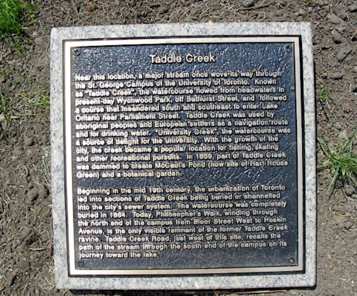 Taddle Creek
Near this location, a major stream once wove its way through
the St. George Campus of the University of Toronto. Known
as "Taddle Creek", the watercourse flowed from headwaters in
present-day Wychwood Park, off Bathurst Street, and followed
a course that meandered south and southeast to enter Lake
Ontario near Parliament Street. Taddle Creek was used by
aboriginal peoples and European settlers as a navigation route
and for drinking water. "University Creek", the watercourse was
a source of delight for the University. With the growth of the
city, the creek became a popular location for fishing, skating
and other recreational pursuits. In 1859, part of Taddle Creek
was dammed to create McCaul's Pond (now site of Hart House
Green) and a botanical garden.
Beginning in the mid 19th century, the urbanization of Toronto
led into sections of Taddle Creek being buried or channelled
into the city's sewer system. The watercourse was completely
buried in 1884. Today, Philosopher's Walk, winding through
the north end of the campus from Bloor Street West to Hoskin
Avenue, is the only visible remnant of the former Taddle Creek
ravine. Taddle Creek Road, just west of this site, recalls the
path of the stream through the south end of the campus on its
journey toward the lake.